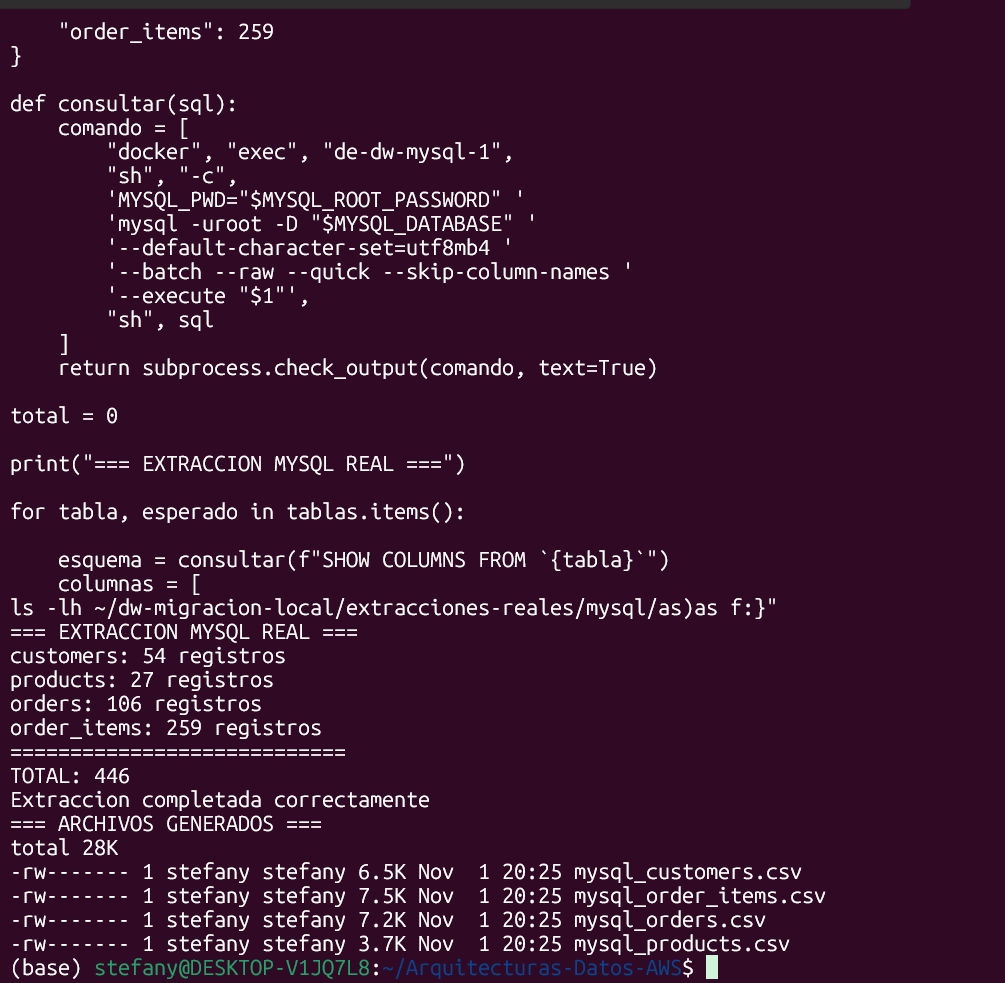 "order_items": 259
}

def consultar(sql):
    comando = [
        "docker", "exec", "de-dw-mysql-1",
        "sh", "-c",
        'MYSQL_PWD="$MYSQL_ROOT_PASSWORD" '
        'mysql -uroot -D "$MYSQL_DATABASE" '
        '--default-character-set=utf8mb4 '
        '--batch --raw --quick --skip-column-names '
        '--execute "$1"',
        "sh", sql
    ]
    return subprocess.check_output(comando, text=True)

total = 0

print("=== EXTRACCION MYSQL REAL ===")

for tabla, esperado in tablas.items():

    esquema = consultar(f"SHOW COLUMNS FROM `{tabla}`")
    columnas = [
ls -lh ~/dw-migracion-local/extracciones-reales/mysql/as)as f:}"
=== EXTRACCION MYSQL REAL ===
customers: 54 registros
products: 27 registros
orders: 106 registros
order_items: 259 registros
============================
TOTAL: 446
Extraccion completada correctamente
=== ARCHIVOS GENERADOS ===
total 28K
-rw------- 1 stefany stefany 6.5K Nov  1 20:25 mysql_customers.csv
-rw------- 1 stefany stefany 7.5K Nov  1 20:25 mysql_order_items.csv
-rw------- 1 stefany stefany 7.2K Nov  1 20:25 mysql_orders.csv
-rw------- 1 stefany stefany 3.7K Nov  1 20:25 mysql_products.csv
(base) stefany@DESKTOP-V1JQ7L8:~/Arquitecturas-Datos-AWS$